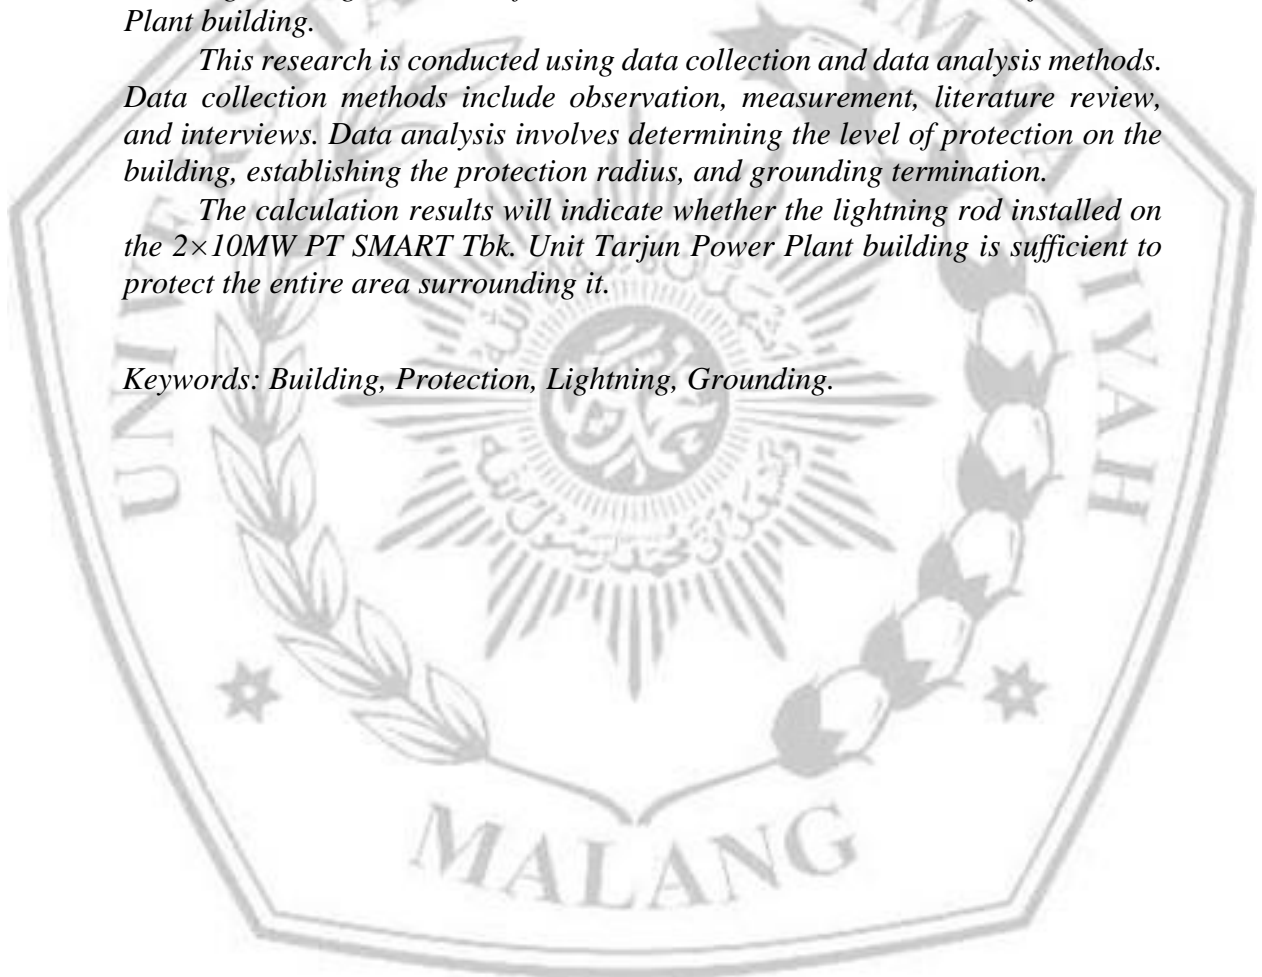 Plant building.
This research is conducted using data collection and data analysis methods.
Data collection methods include observation, measurement, literature review,
and interviews. Data analysis involves determining the level of protection on the
building, establishing the protection radius, and grounding termination.
The calculation results will indicate whether the lightning rod installed on
the 2×10MW PT SMART Tbk. Unit Tarjun Power Plant building is sufficient to
protect the entire area surrounding it.
Keywords: Building, Protection, Lightning, Grounding.
MALANG